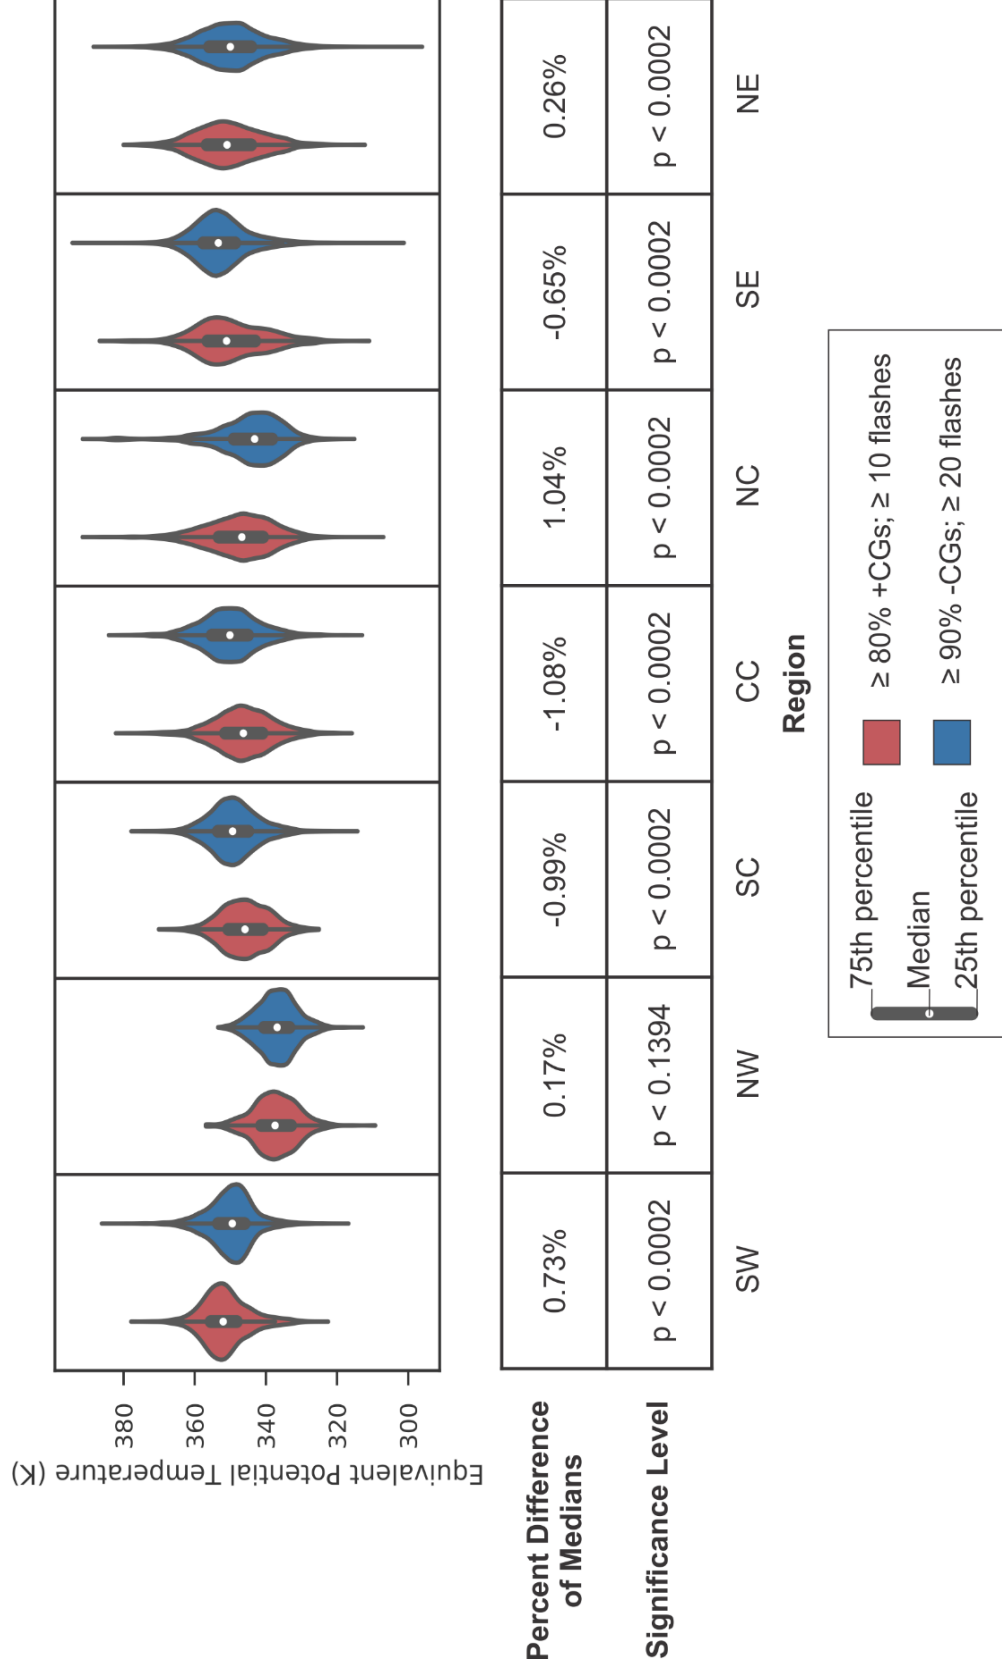 Equivalent Potential Temperature (K)
380
360
340
320
300
Percent Difference
of Medians
0.73%
0.17%
-0.99%
-1.08%
1.04%
-0.65%
0.26%
Significance Level
p < 0.0002
p < 0.1394
p < 0.0002
p < 0.0002
p < 0.0002
p < 0.0002
p < 0.0002
SW
NW
SC
CC
NC
SE
NE
Region
75th percentile
Median
25th percentile
≥ 80% +CGs; ≥ 10 flashes
≥ 90% -CGs; ≥ 20 flashes